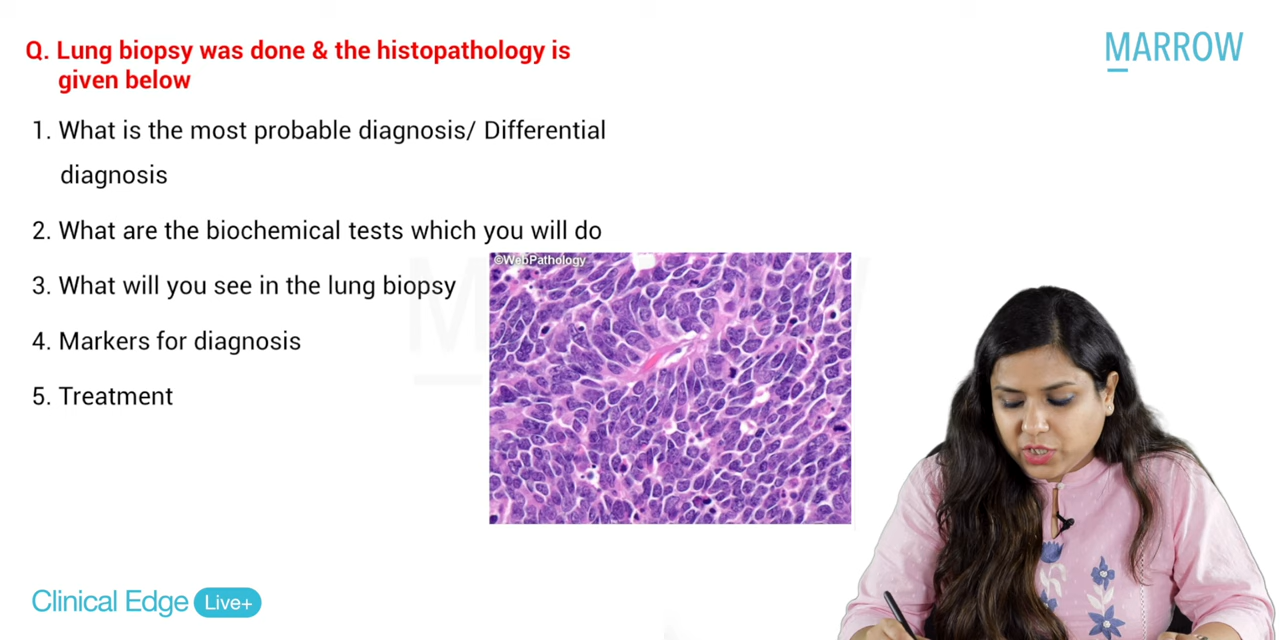 Q. Lung biopsy was done & the histopathology is
given below
MARROW
1. What is the most probable diagnosis/ Differential
diagnosis
2. What are the biochemical tests which you will do
3. What will you see in the lung biopsy
4. Markers for diagnosis
5. Treatment
©WebPathology
Clinical Edge Live+